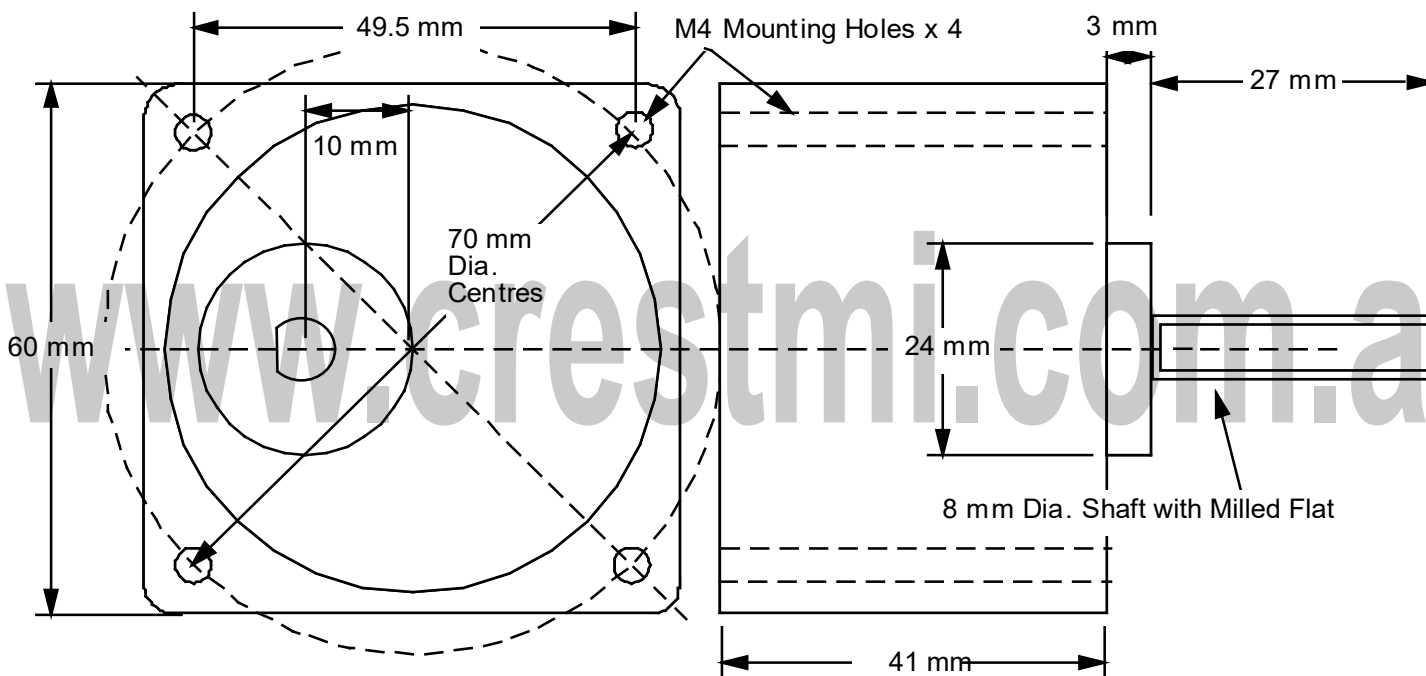 49.5 mm
M4 Mounting Holes x 4
3 mm
27 mm
10 mm
70 mm
Dia.
Centres
60 mm
24 mm
www.crestmi.com.a
8 mm Dia. Shaft with Milled Flat
41 mm